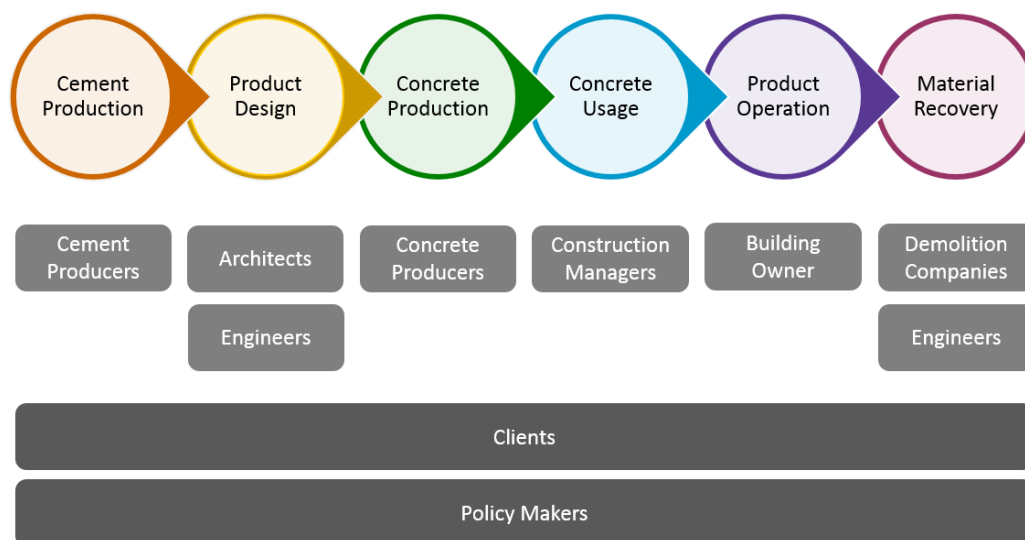 Cement
Production
Product
Design
Concrete
Production
Concrete
Usage
Product
Operation
Material
Recovery
Cement
Producers
Architects
Concrete
Producers
Construction
Managers
Building
Owner
Demolition
Companies
Engineers
Engineers
Clients
Policy Makers